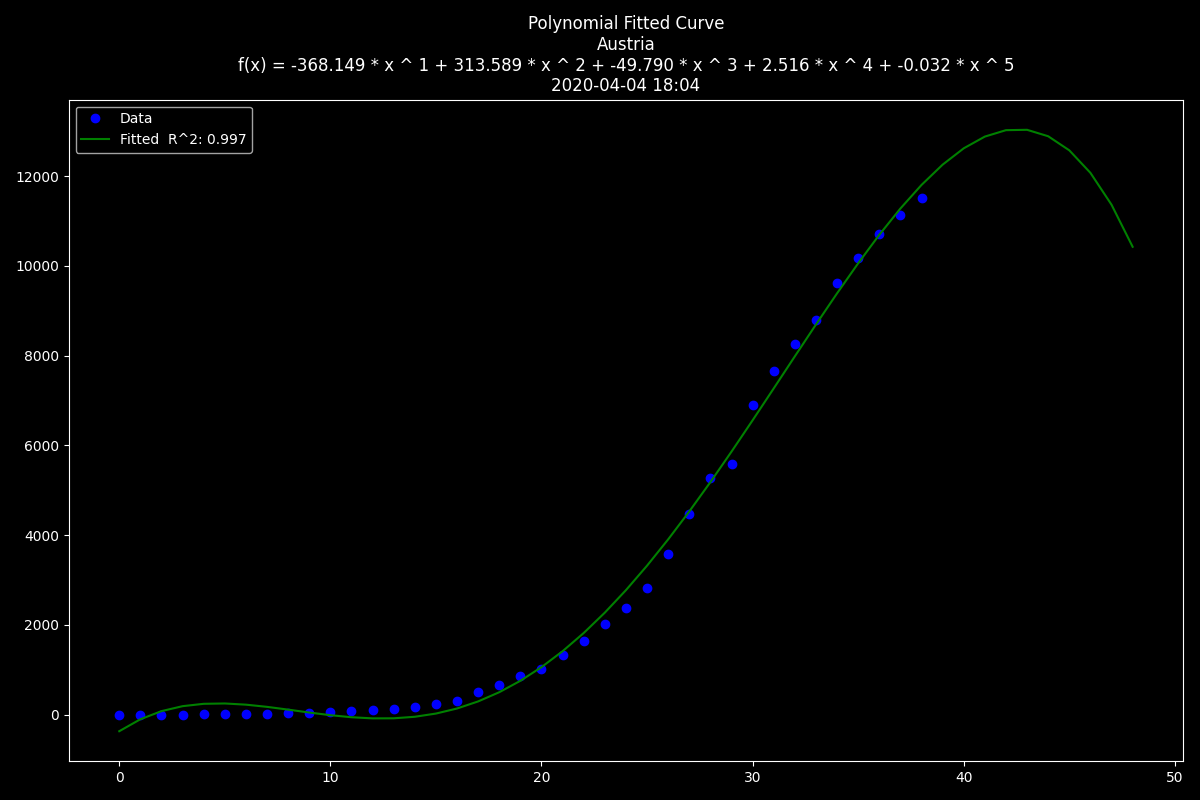 Polynomial Fitted Curve
Austria
f(x) = -368.149 * x ^ 1 + 313.589 * x ^ 2 + -49.790 * x ^ 3 + 2.516 * x ^ 4 + -0.032 * x ^ 5
2020-04-04 18:04
Data
Fitted  R^2: 0.997
12000
10000
8000
6000
4000
2000
0
0 10 20 30 40 50